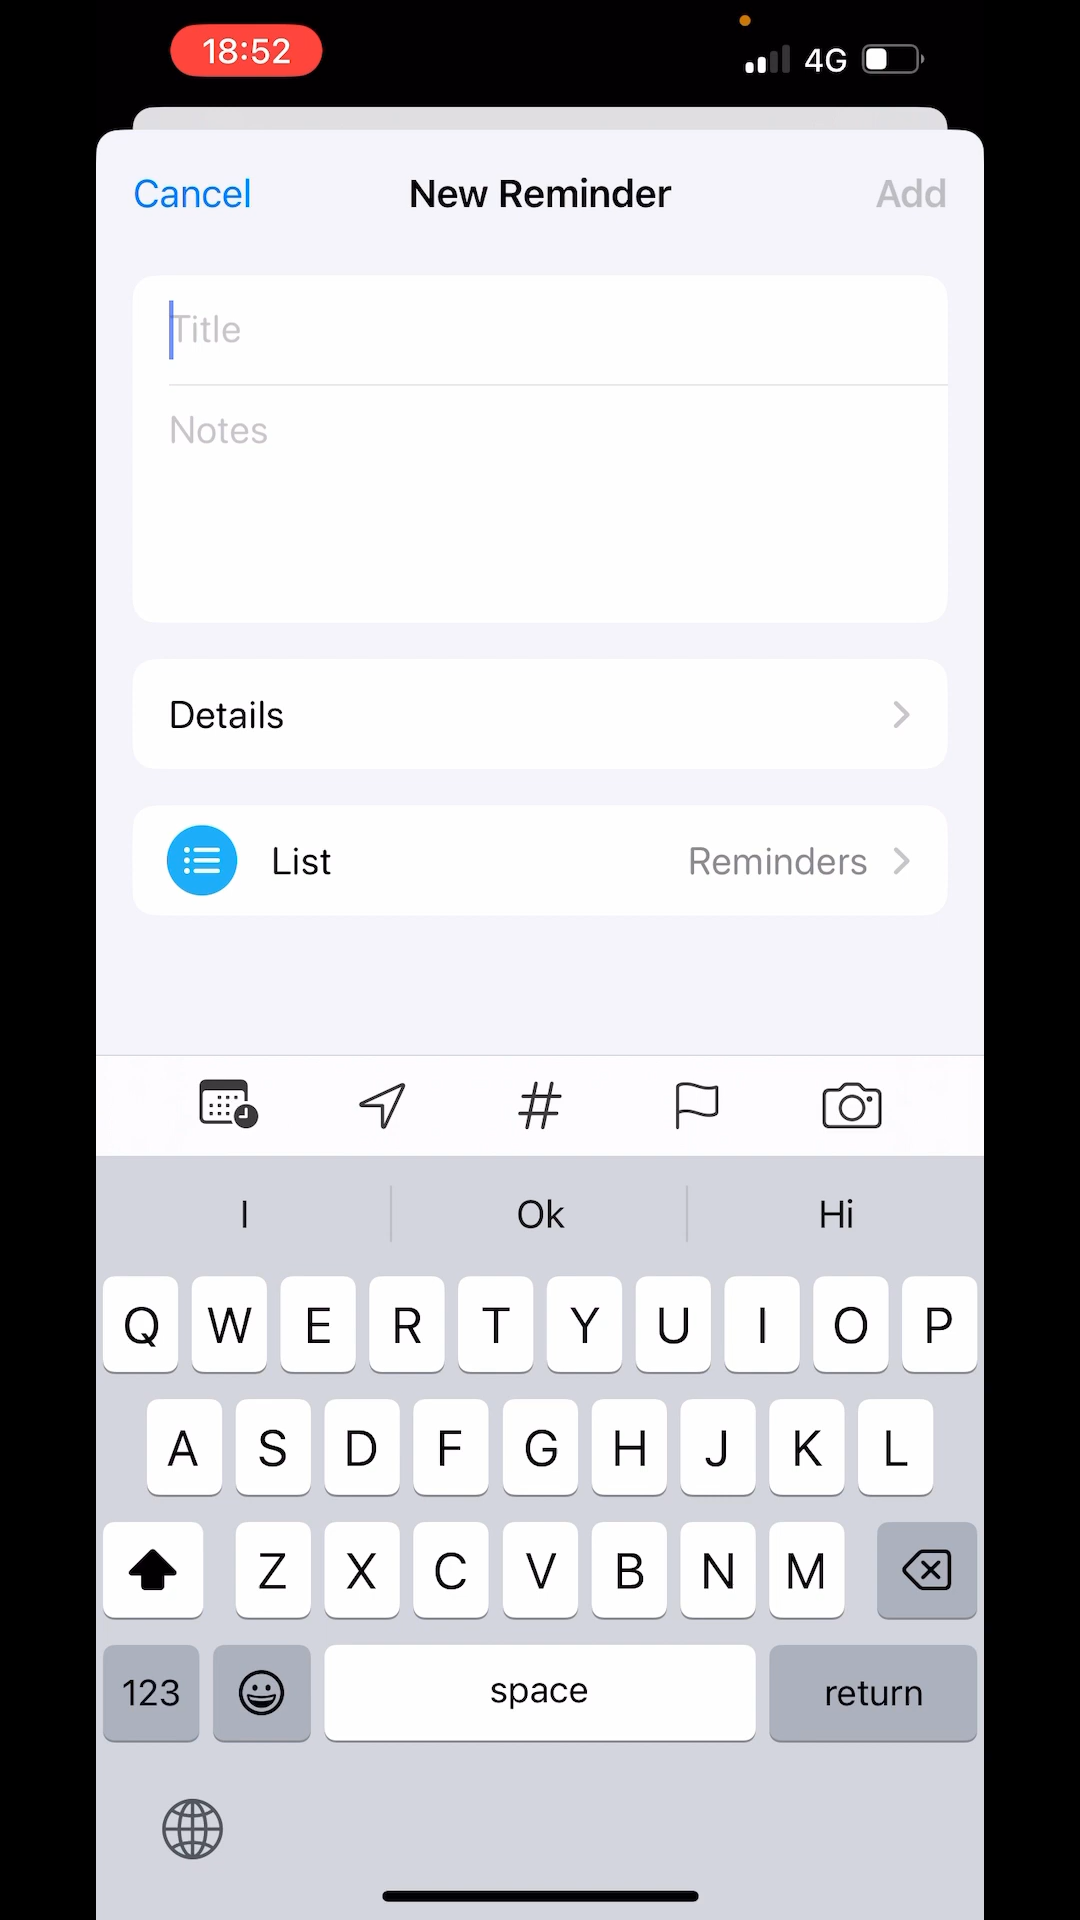 18:52 4G
Cancel New Reminder Add
Title
Notes
Details
List Reminders
#
I Ok Hi
Q W E R T Y U I O P
A S D F G H J K L
Z X C V B N M
123 space return